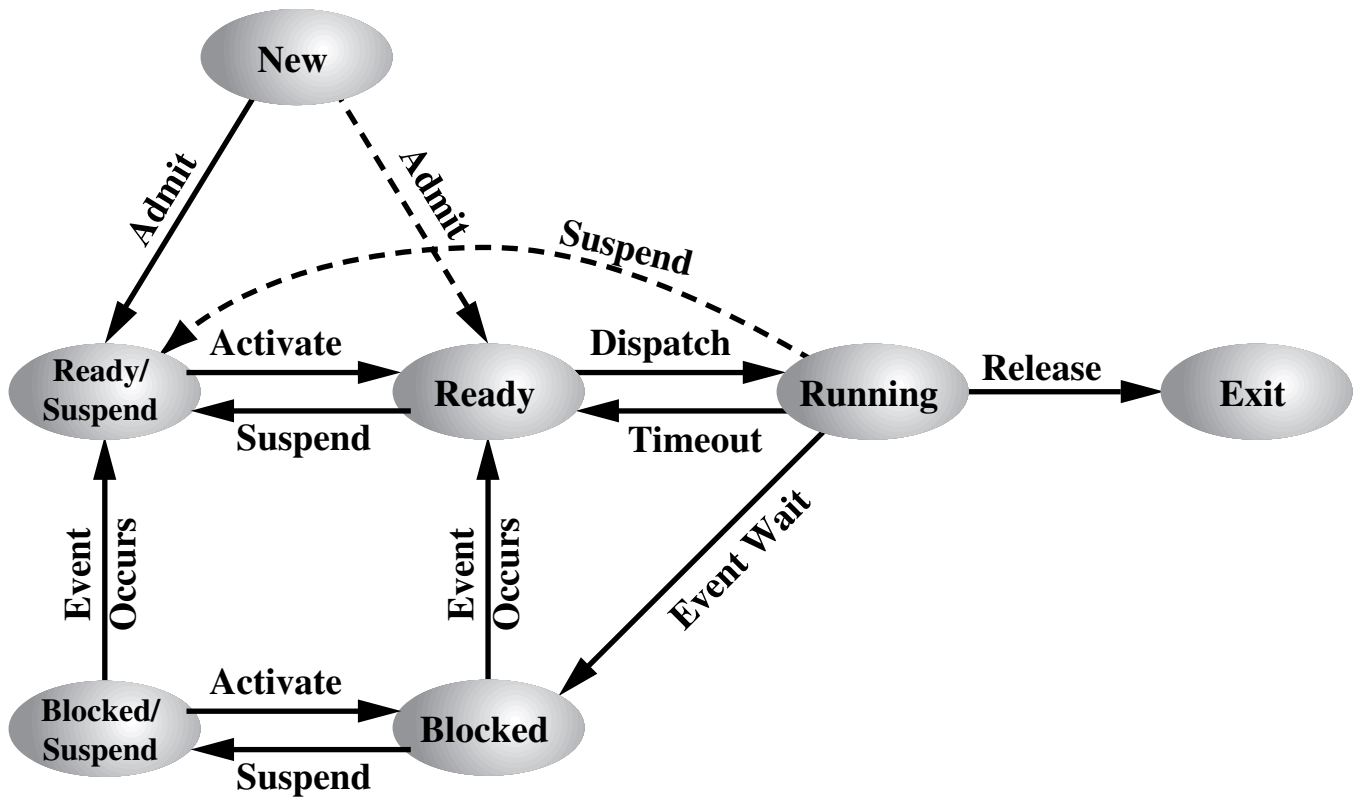 New
Admit
Admit
Suspend
Ready/
Suspend
Activate
Suspend
Ready
Dispatch
Timeout
Running
Release
Exit
Event
Occurs
Event
Occurs
Event Wait
Blocked/
Suspend
Activate
Suspend
Blocked